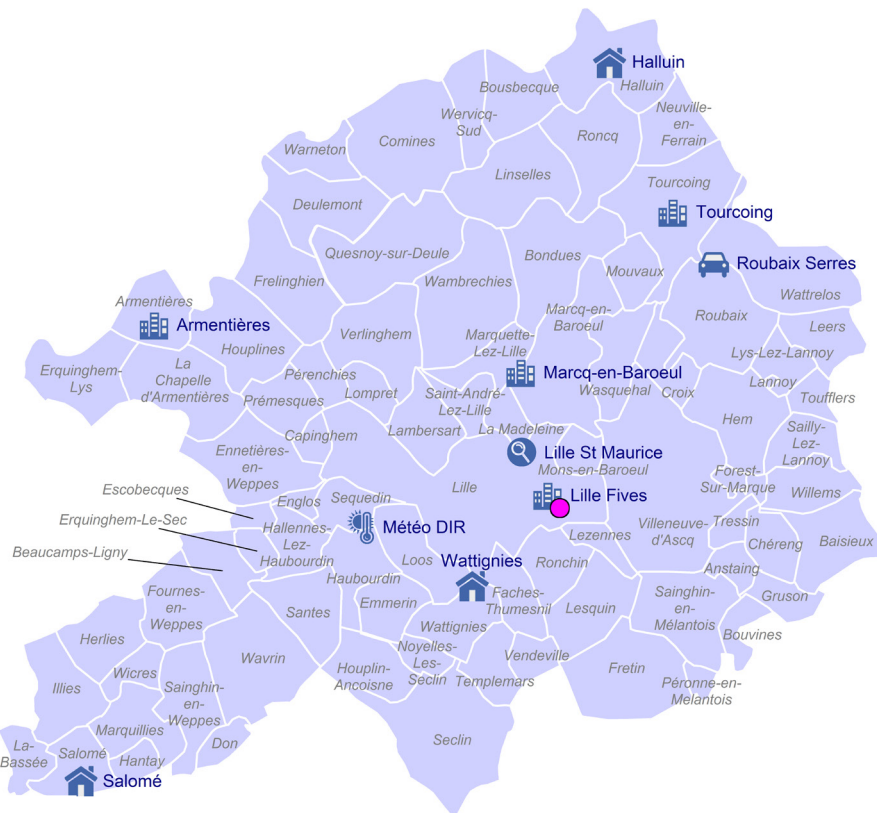 Halluin
Halluin
Bousbecque
Wervicq-
Sud
Neuville-
en-
Ferrain
Comines
Roncq
Warneton
Linselles
Tourcoing
Tourcoing
Deulemont
Quesnoy-sur-Deule
Bondues
Roubaix Serres
Mouvaux
Frelinghien
Wambrechies
Wattrelos
Armentières
Armentières
Marcq-en-
Baroeul
Roubaix
Leers
Verlinghem
Marquette-
Lez-Lille
Houplines
Lys-Lez-Lannoy
Erquinghem-
Lys
La
Chapelle
d'Armentières
Pérenchies
Marcq-en-Baroeul
Lannoy
Prémesques
Lompret
Saint-André-
Lez-Lille
Wasquehal
Croix
Toufflers
Hem
Capinghem
Lambersart
La Madeleine
Sailly-
Lez-
Lannoy
Ennetières-
en-
Weppes
Lille St Maurice
Mons-en-Baroeul
Forest-
Sur-Marque
Escobecques
Englos
Sequedin
Lille
Lille Fives
Willems
Erquinghem-Le-Sec
Hallennes-
Lez-
Haubourdin
Météo DIR
Villeneuve-
d'Ascq
Tressin
Lezennes
Chéreng
Baisieux
Beaucamps-Ligny
Loos
Wattignies
Ronchin
Anstaing
Haubourdin
Fournes-
en-
Weppes
Emmerin
Faches-
Thumesnil
Lesquin
Sainghin-
en-
Mélantois
Gruson
Santes
Wattignies
Bouvines
Herlies
Noyelles-
Les-
Seclin
Vendeville
Wavrin
Houplin-
Ancoisne
Fretin
Wicres
Illies
Sainghin-
en-
Weppes
Templemars
Péronne-en-
Melantois
Marquillies
Don
Seclin
La-
Bassée
Salomé
Hantay
Salomé